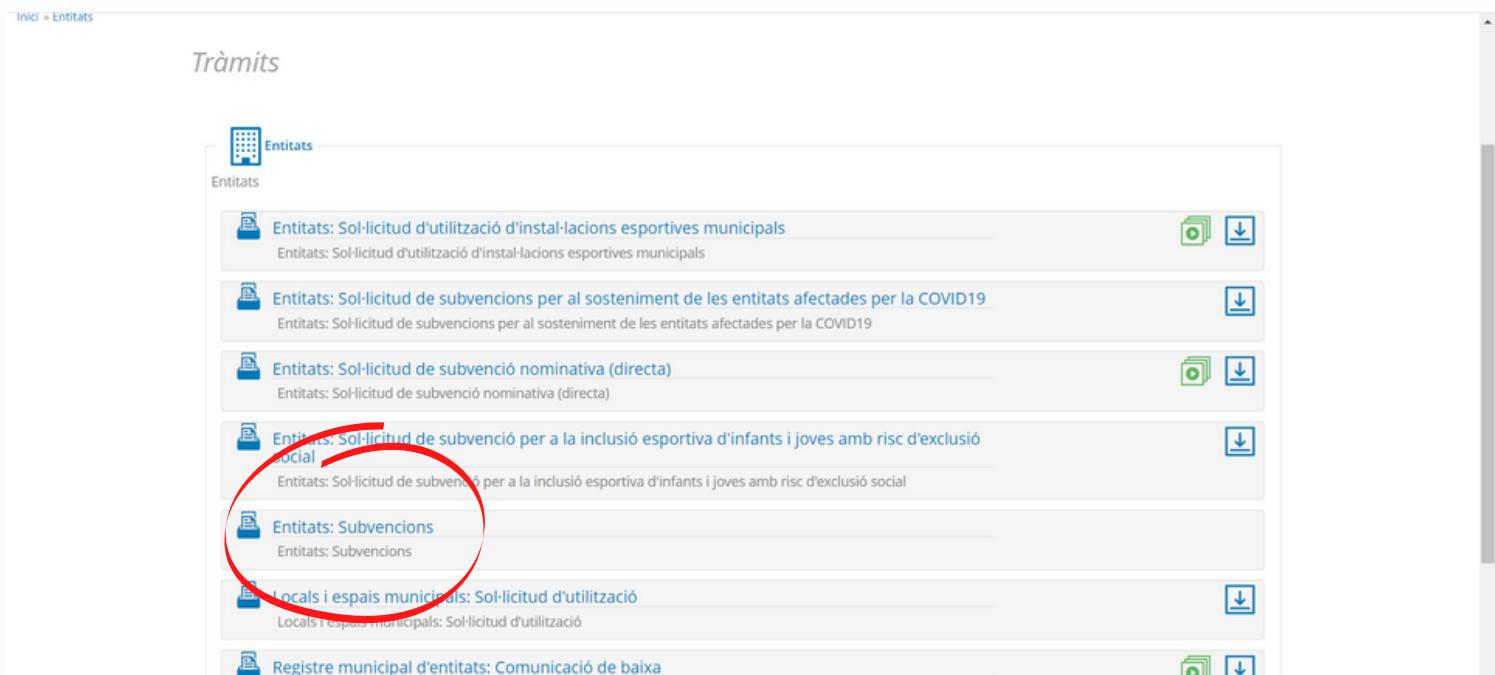 Inici » Entitats
Tràmits
Entitats
Entitats
Entitats: Sol·licitud d'utilització d'instal·lacions esportives municipals
Entitats: Sol·licitud d'utilització d'instal·lacions esportives municipals
Entitats: Sol·licitud de subvencions per al sosteniment de les entitats afectades per la COVID19
Entitats: Sol·licitud de subvencions per al sosteniment de les entitats afectades per la COVID19
Entitats: Sol·licitud de subvenció nominativa (directa)
Entitats: Sol·licitud de subvenció nominativa (directa)
Entitats: Sol·licitud de subvenció per a la inclusió esportiva d'infants i joves amb risc d'exclusió
social
Entitats: Sol·licitud de subvenció per a la inclusió esportiva d'infants i joves amb risc d'exclusió social
Entitats: Subvencions
Entitats: Subvencions
Locals i espais municipals: Sol·licitud d'utilització
Locals i espais municipals: Sol·licitud d'utilització
Registre municipal d'entitats: Comunicació de baixa